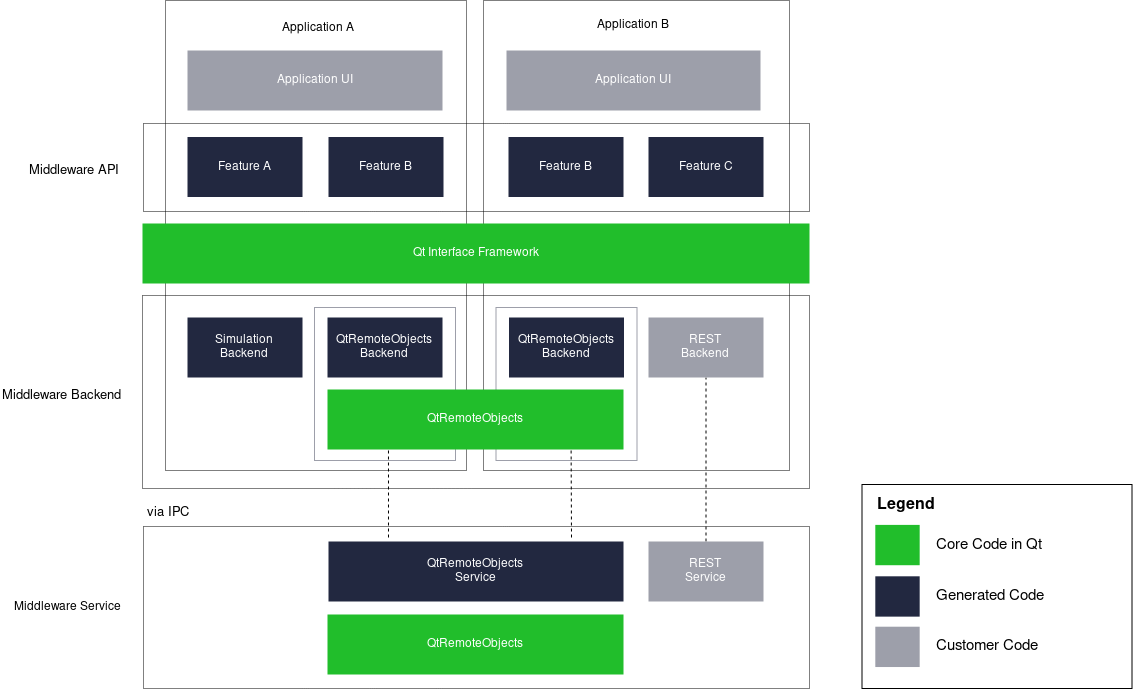 Application A
Application B
Application UI
Application UI
Middleware API
Feature A
Feature B
Feature B
Feature C
Qt Interface Framework
Simulation
Backend
QtRemoteObjects
Backend
QtRemoteObjects
Backend
REST
Backend
Middleware Backend
QtRemoteObjects
via IPC
QtRemoteObjects
Service
REST
Service
Middleware Service
QtRemoteObjects
Legend
Core Code in Qt
Generated Code
Customer Code